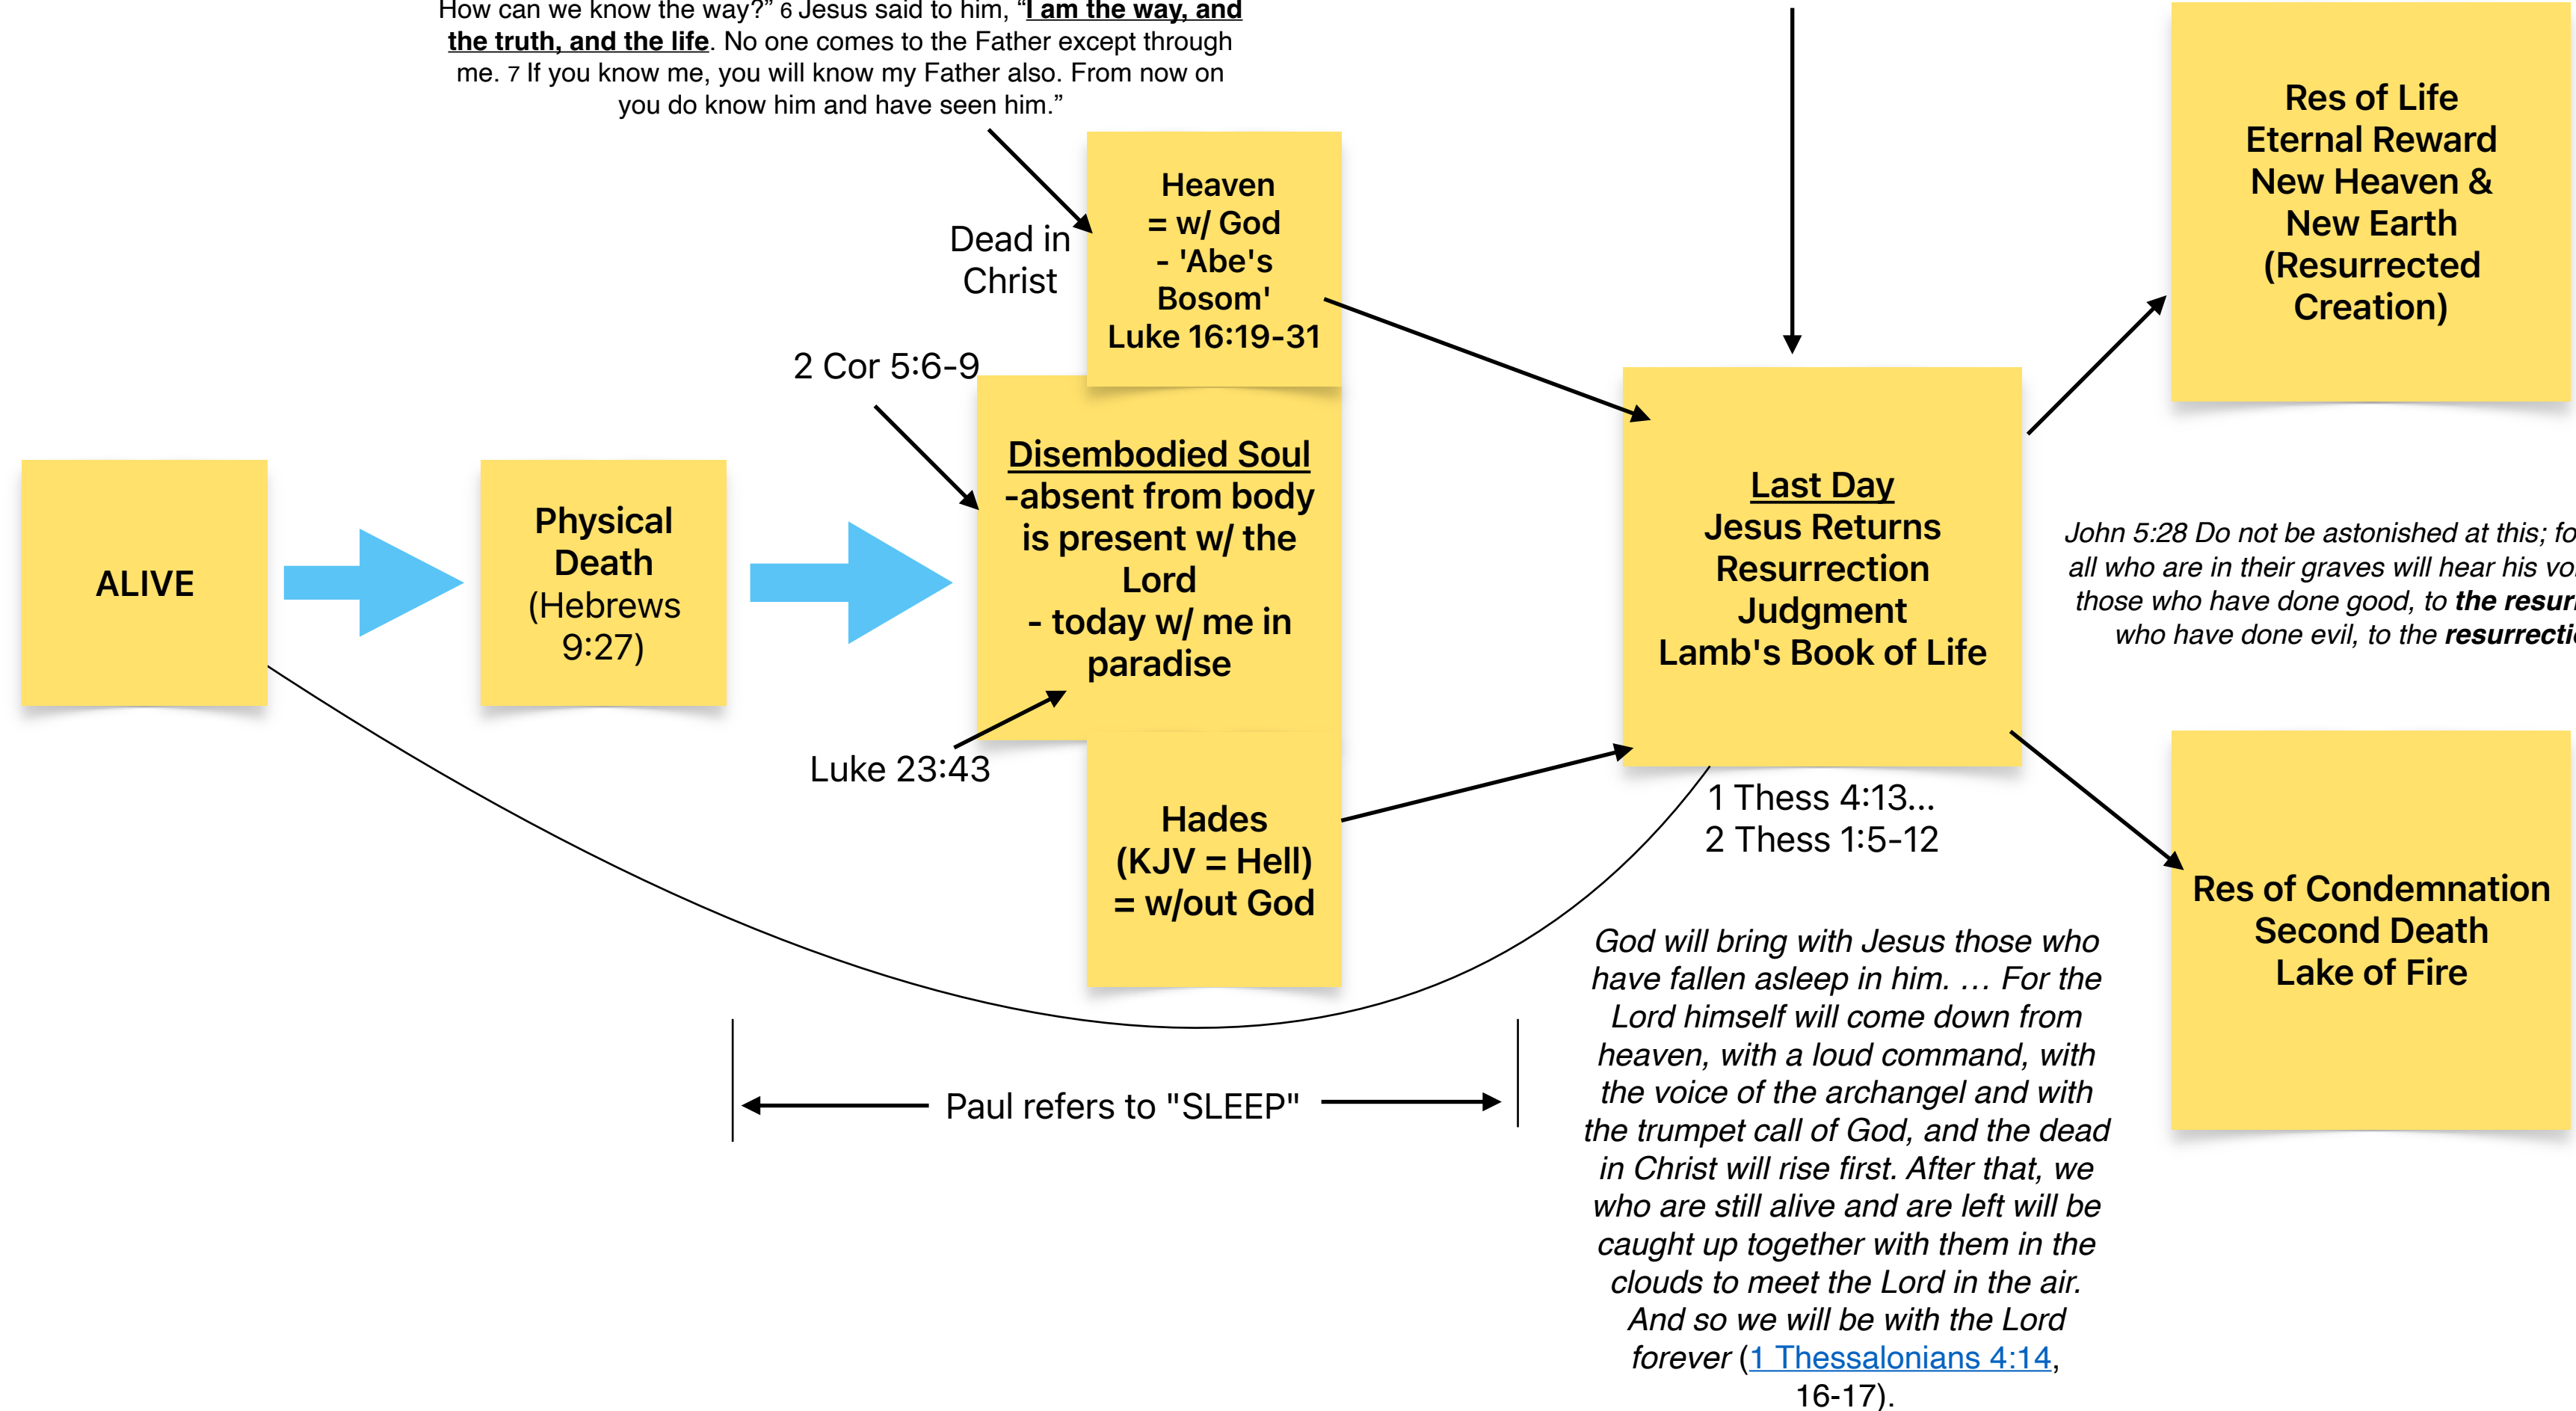 How can we know the way?” 6 Jesus said to him, “I am the way, and
the truth, and the life. No one comes to the Father except through
me. 7 If you know me, you will know my Father also. From now on
you do know him and have seen him.”
Dead in
Christ
Heaven
= w/ God
- 'Abe's
Bosom'
Luke 16:19-31
2 Cor 5:6-9
ALIVE
Physical
Death
(Hebrews
9:27)
Disembodied Soul
-absent from body
is present w/ the
Lord
- today w/ me in
paradise
Luke 23:43
Hades
(KJV = Hell)
= w/out God
Paul refers to "SLEEP"
Last Day
Jesus Returns
Resurrection
Judgment
Lamb's Book of Life
1 Thess 4:13...
2 Thess 1:5-12
God will bring with Jesus those who
have fallen asleep in him. … For the
Lord himself will come down from
heaven, with a loud command, with
the voice of the archangel and with
the trumpet call of God, and the dead
in Christ will rise first. After that, we
who are still alive and are left will be
caught up together with them in the
clouds to meet the Lord in the air.
And so we will be with the Lord
forever (1 Thessalonians 4:14,
16-17).
Res of Life
Eternal Reward
New Heaven &
New Earth
(Resurrected
Creation)
John 5:28 Do not be astonished at this; fo
all who are in their graves will hear his vo
those who have done good, to the resur
who have done evil, to the resurrecti
Res of Condemnation
Second Death
Lake of Fire